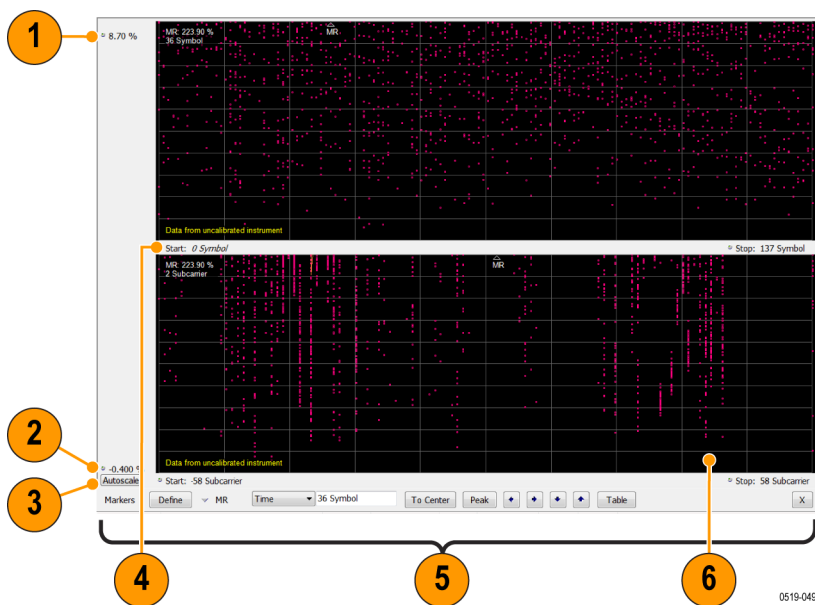 1
8.70 %
MR: 223.90 %
36 Symbol
MR
Data from uncalibrated instrument
Start: 0 Symbol
Stop: 137 Symbol
MR: 223.90 %
2 Subcarrier
MR
Data from uncalibrated instrument
2
-0.400
3
Autoscale
Start: -58 Subcarrier
Stop: 58 Subcarrier
Markers
Define
MR
Time
36 Symbol
To Center
Peak
Table
X
4
5
6
0519-049